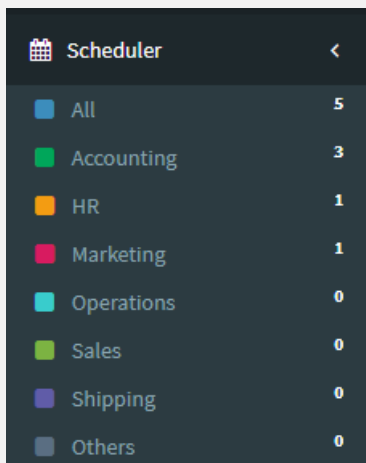 Scheduler
All 5
Accounting 3
HR 1
Marketing 1
Operations 0
Sales 0
Shipping 0
Others 0